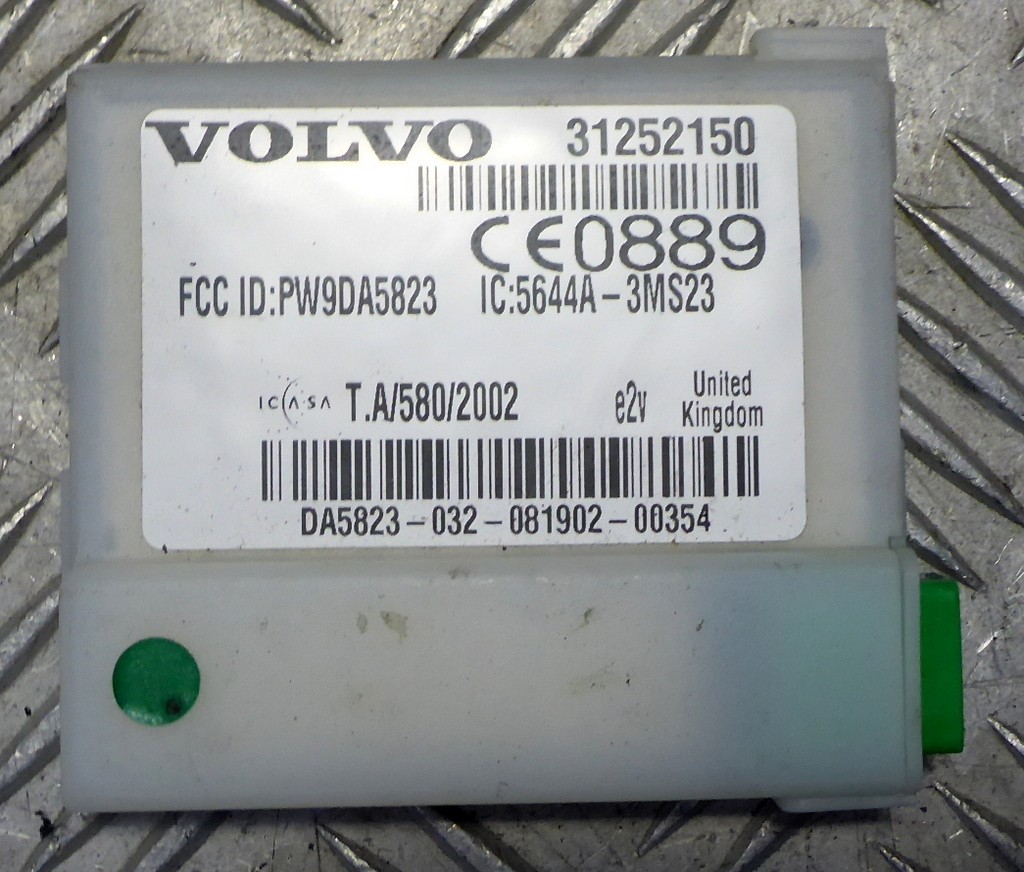 VOLVO 31252150
CE0889
FCC ID:PW9DA5823 IC:5644A-3MS23
ICASA T.A/580/2002 e2v United Kingdom
DA5823-032-081902-00354